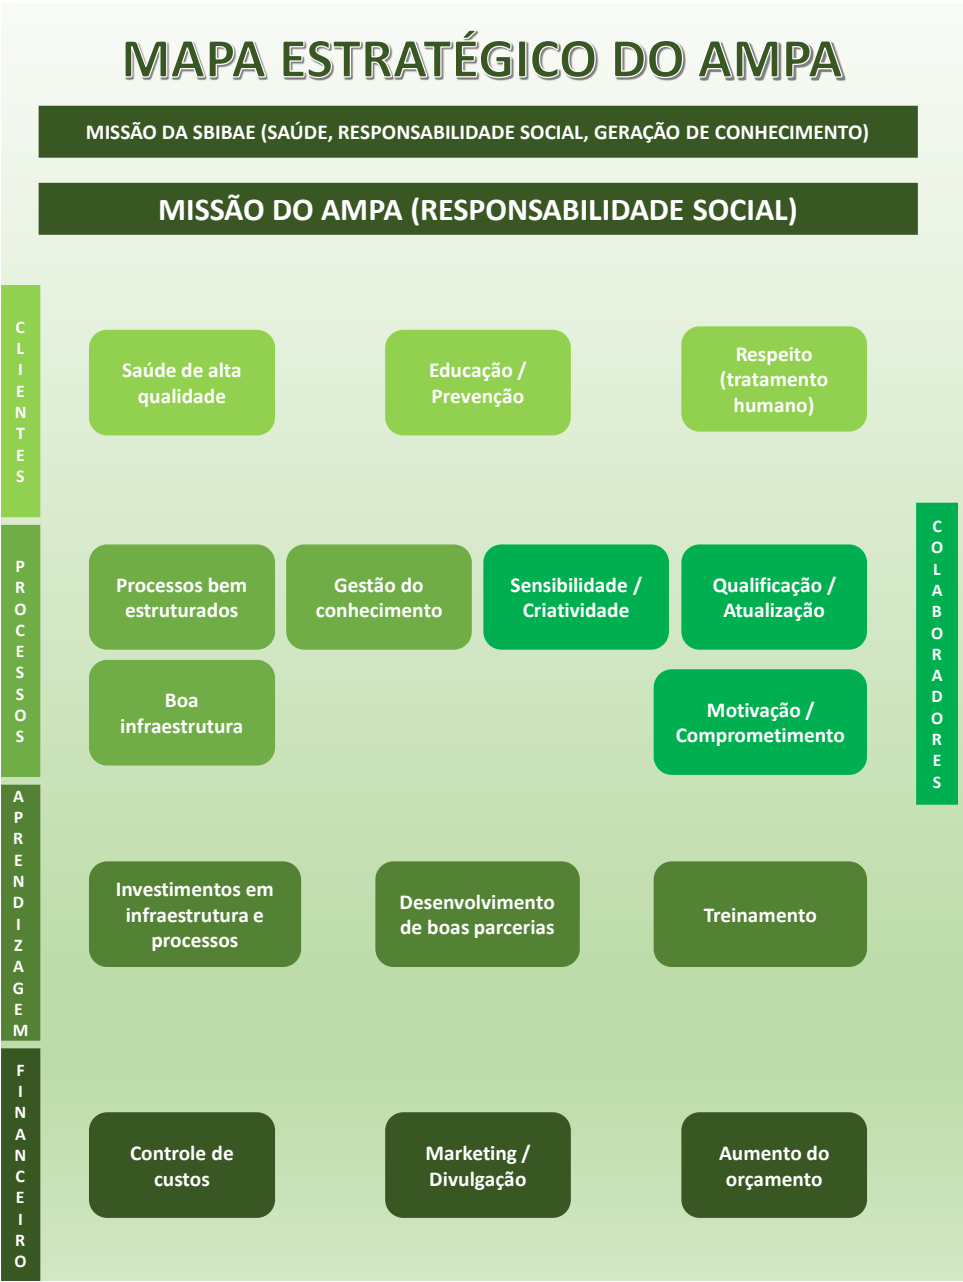 MAPA ESTRATÉGICO DO AMPA
MISSÃO DA SBIBAE (SAÚDE, RESPONSABILIDADE SOCIAL, GERAÇÃO DE CONHECIMENTO)
MISSÃO DO AMPA (RESPONSABILIDADE SOCIAL)
CLIENTES
Saúde de alta
qualidade
Educação /
Prevenção
Respeito
(tratamento
humano)
PROCESSOS
Processos bem
estruturados
Gestão do
conhecimento
Sensibilidade /
Criatividade
Qualificação /
Atualização
COLABORADORES
Boa
infraestrutura
Motivação /
Comprometimento
APRENDIZAGEM
Investimentos em
infraestrutura e
processos
Desenvolvimento
de boas parcerias
Treinamento
FINANCEIRO
Controle de
custos
Marketing /
Divulgação
Aumento do
orçamento